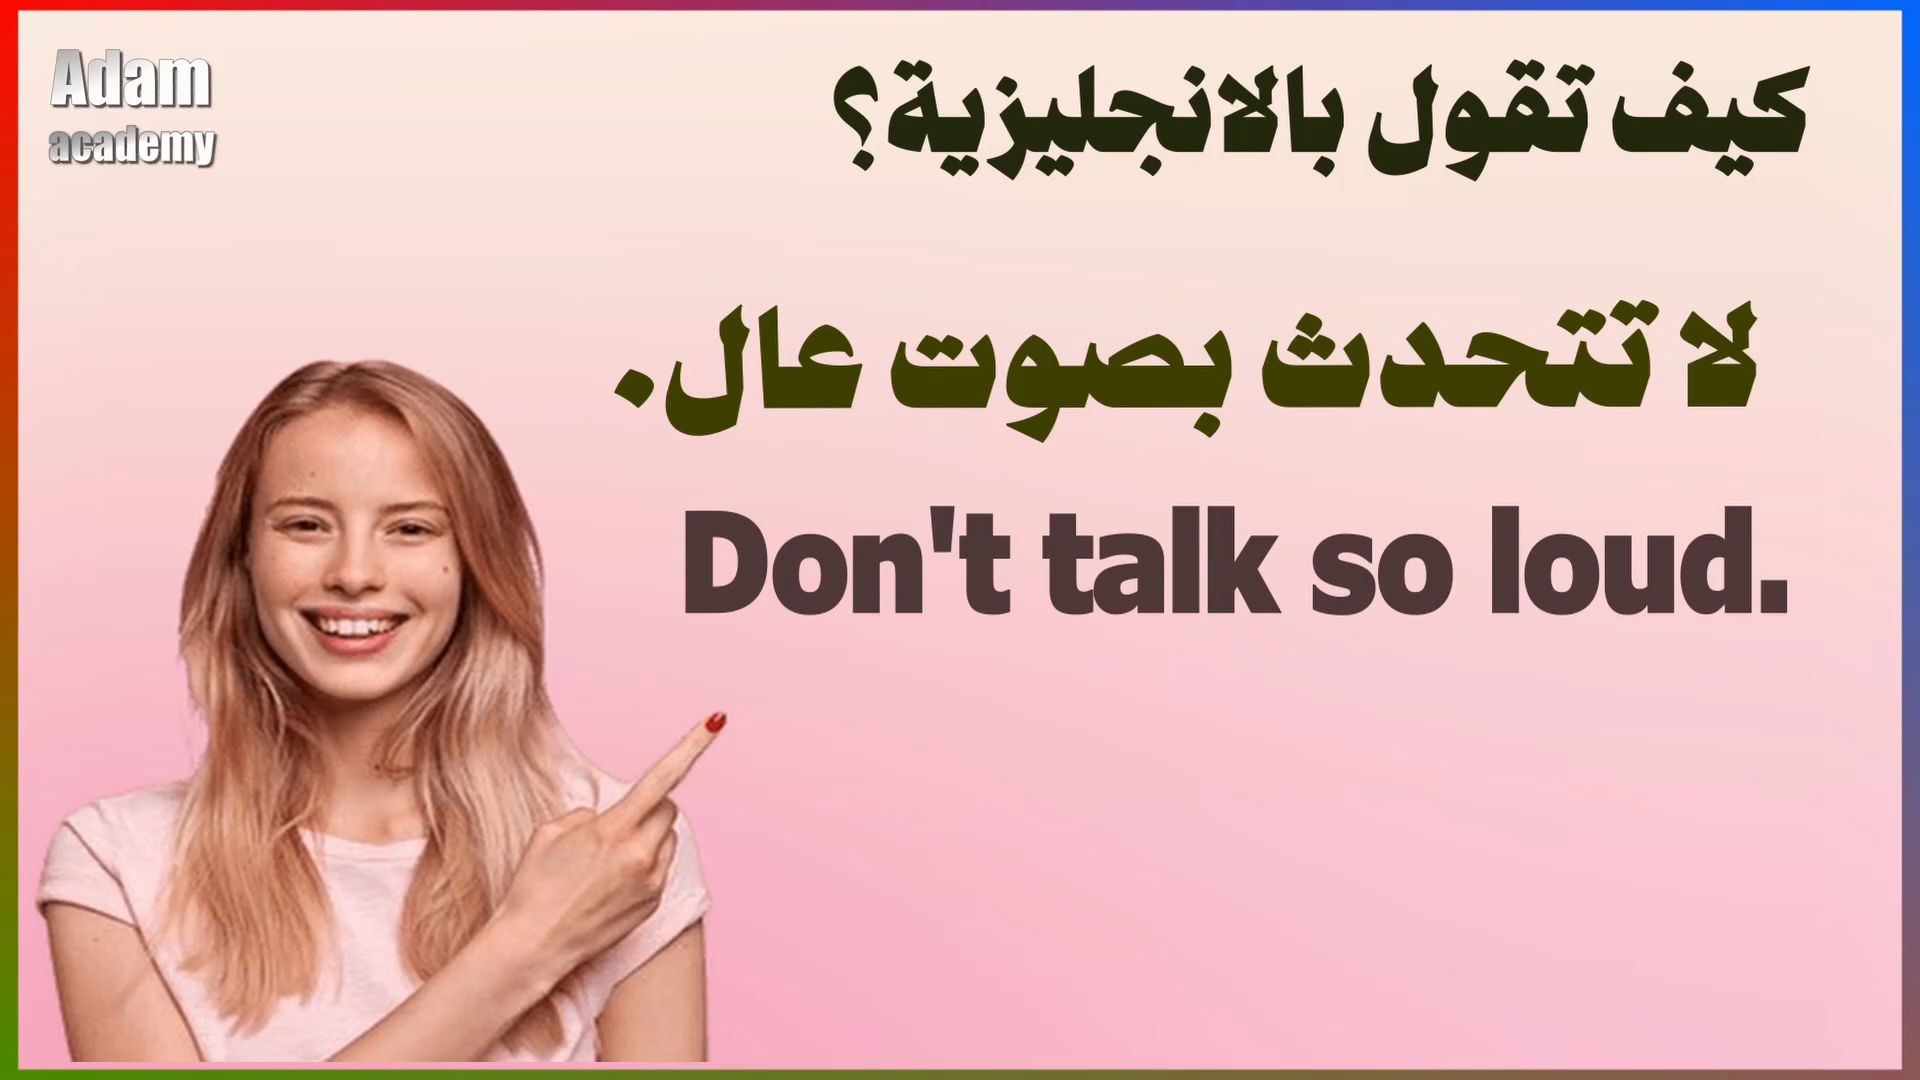 Adam
academy
كيف تقول بالانجليزية؟
لا تتحدث بصوت عال.
Don't talk so loud.